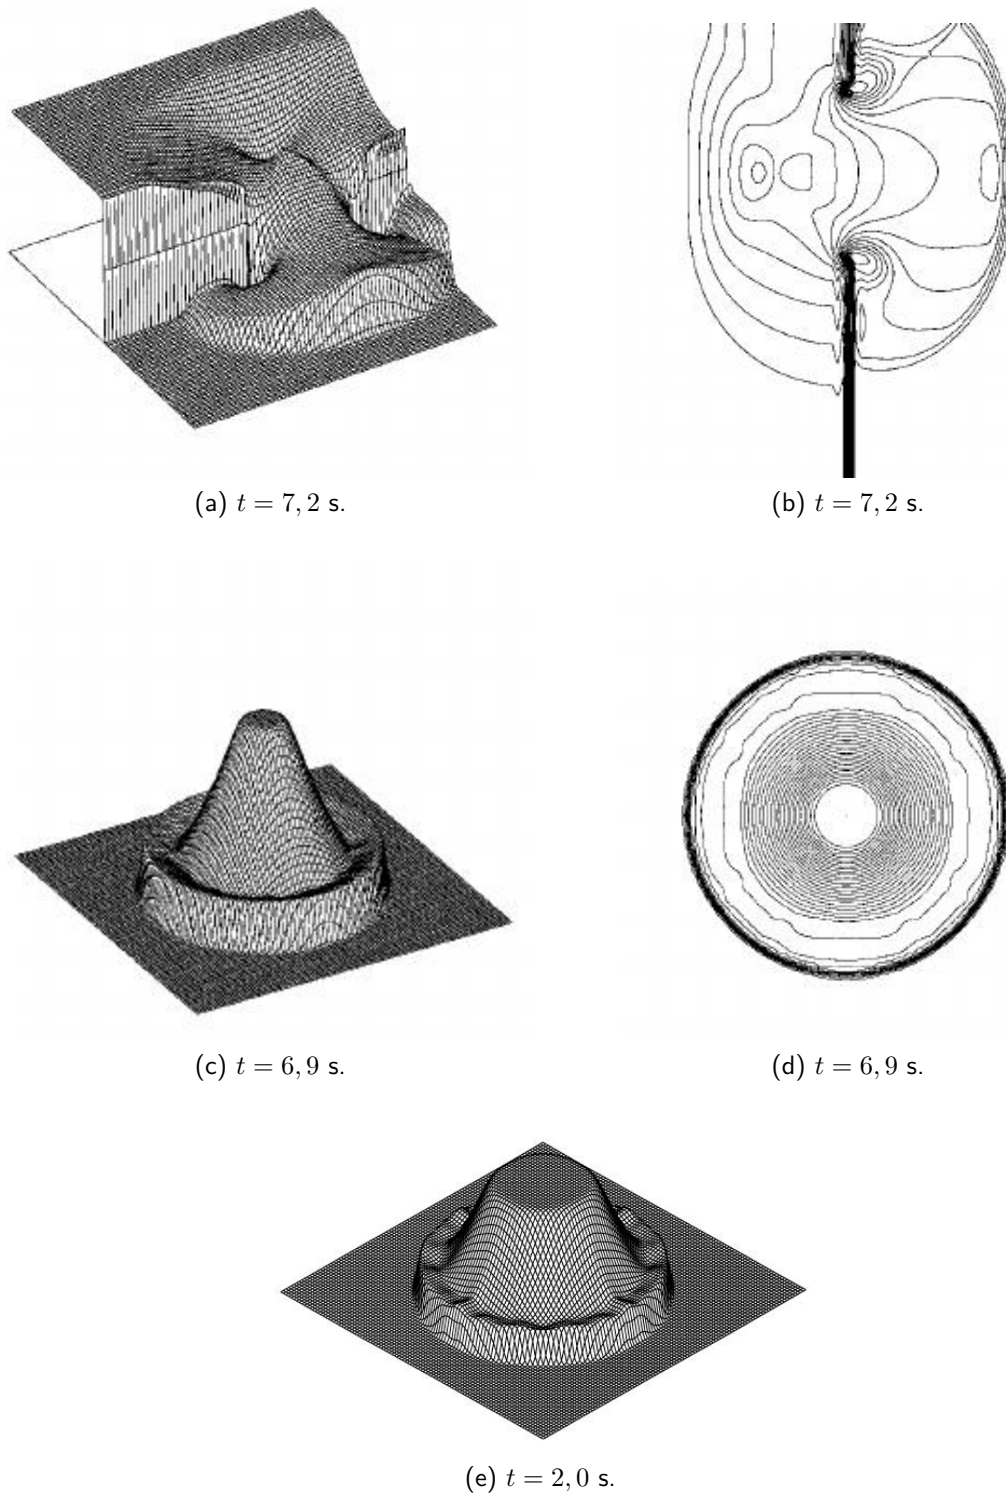 (a) t = 7, 2 s.
(b) t = 7, 2 s.
(c) t = 6, 9 s.
(d) t = 6, 9 s.
(e) t = 2, 0 s.